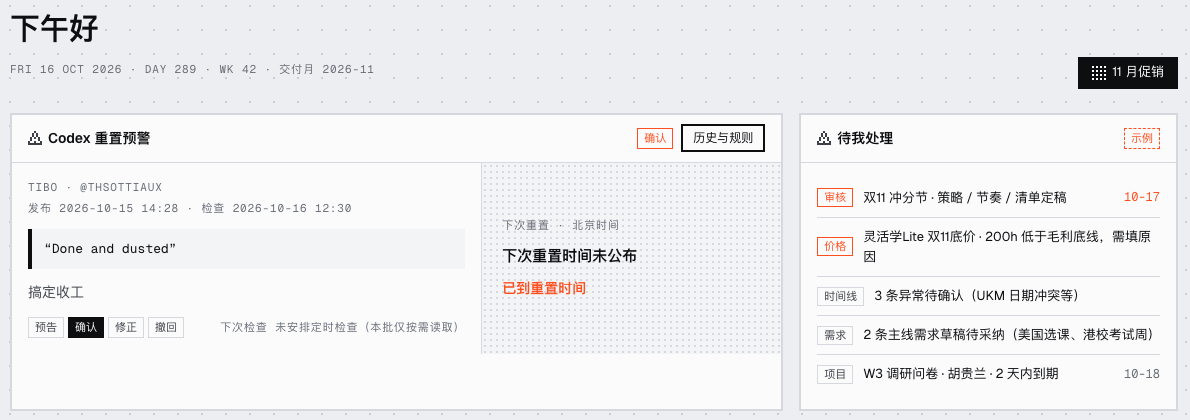 下午好
FRI 16 OCT 2026 · DAY 289 · WK 42 · 交付月 2026-11
11 月促销
Codex 重置预警
确认
历史与规则
TIBO · @THSOTTIAUX
发布 2026-10-15 14:28 · 检查 2026-10-16 12:30
“Done and dusted”
搞定收工
预告 确认 修正 撤回 下次检查 未安排定时检查 (本批仅按需读取)
下次重置 · 北京时间
下次重置时间未公布
已到重置时间
待我处理
示例
审核 双11 冲分节 · 策略 / 节奏 / 清单定稿 10-17
价格 灵活学Lite 双11底价 · 200h 低于毛利底线，需填原
因
时间线 3 条异常待确认（UKM 日期冲突等）
需求 2 条主线需求草稿待采纳（美国选课、港校考试周）
项目 W3 调研问卷 · 胡贵兰 · 2 天内到期 10-18